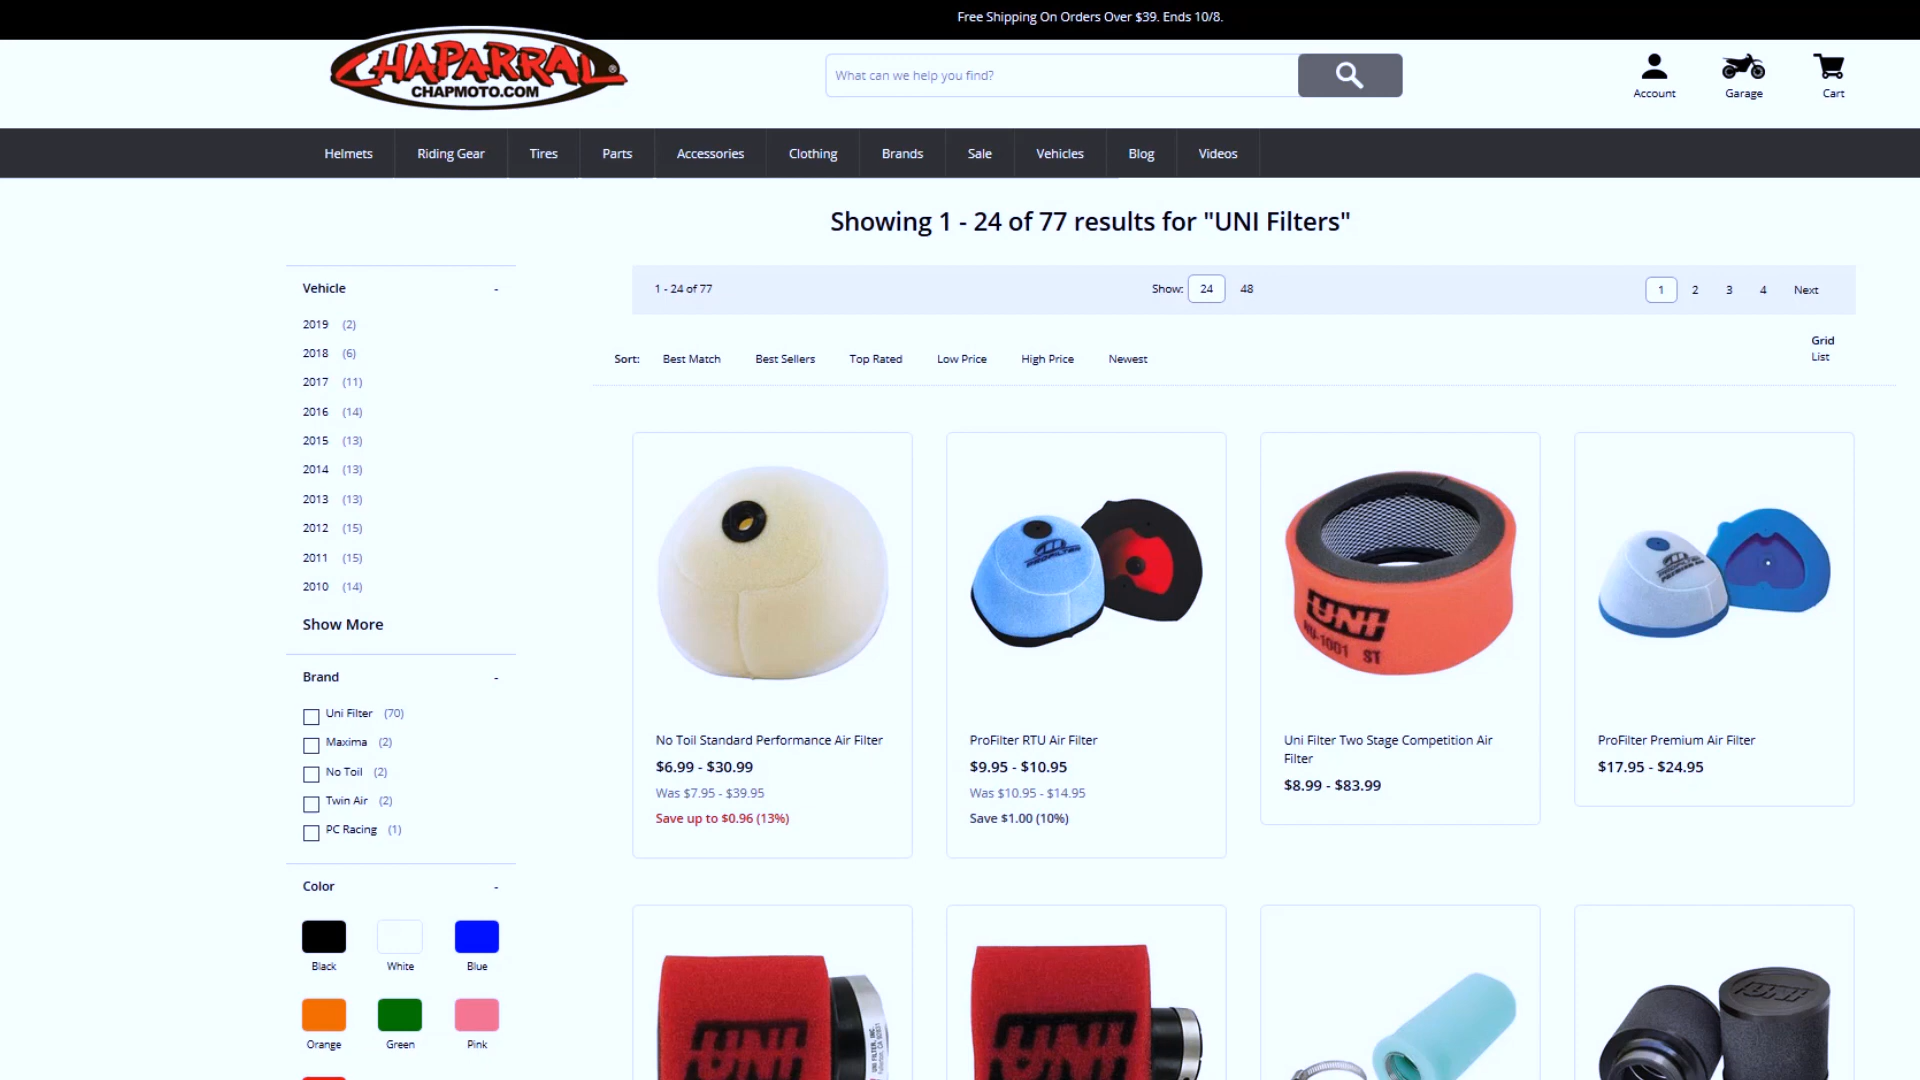 Free Shipping On Orders Over $39. Ends 10/8.
CHAPARRAL®
CHAPMOTO.COM
What can we help you find?
Account
Garage
Cart
Helmets
Riding Gear
Tires
Parts
Accessories
Clothing
Brands
Sale
Vehicles
Blog
Videos
Showing 1 - 24 of 77 results for "UNI Filters"
Vehicle -
2019 (2)
2018 (6)
2017 (11)
2016 (14)
2015 (13)
2014 (13)
2013 (13)
2012 (15)
2011 (15)
2010 (14)
Show More
Brand -
Uni Filter (70)
Maxima (2)
No Toil (2)
Twin Air (2)
PC Racing (1)
Color -
Black
White
Blue
Orange
Green
Pink
1 - 24 of 77
Show: 24 48
1 2 3 4 Next
Sort: Best Match Best Sellers Top Rated Low Price High Price Newest
Grid
List
No Toil Standard Performance Air Filter
$6.99 - $30.99
Was $7.95 - $39.95
Save up to $0.96 (13%)
PROFILTER
ProFilter RTU Air Filter
$9.95 - $10.95
Was $10.95 - $14.95
Save $1.00 (10%)
UNI
NU-1001 ST
Uni Filter Two Stage Competition Air
Filter
$8.99 - $83.99
ProFilter Premium Air Filter
$17.95 - $24.95
UNI
UNI FILTER, INC.
UNI
UNI